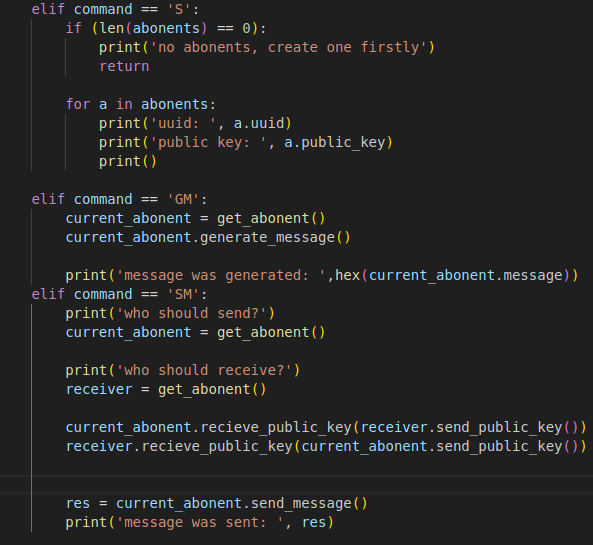 elif command == 'S':
if (len(abonents) == 0):
print('no abonents, create one firstly')
return
for a in abonents:
print('uuid: ', a.uuid)
print('public key: ', a.public_key)
print()
elif command == 'GM':
current_abonent = get_abonent()
current_abonent.generate_message()
print('message was generated: ',hex(current_abonent.message))
elif command == 'SM':
print('who should send?')
current_abonent = get_abonent()
print('who should receive?')
receiver = get_abonent()
current_abonent.recieve_public_key(receiver.send_public_key())
receiver.recieve_public_key(current_abonent.send_public_key())
res = current_abonent.send_message()
print('message was sent: ', res)